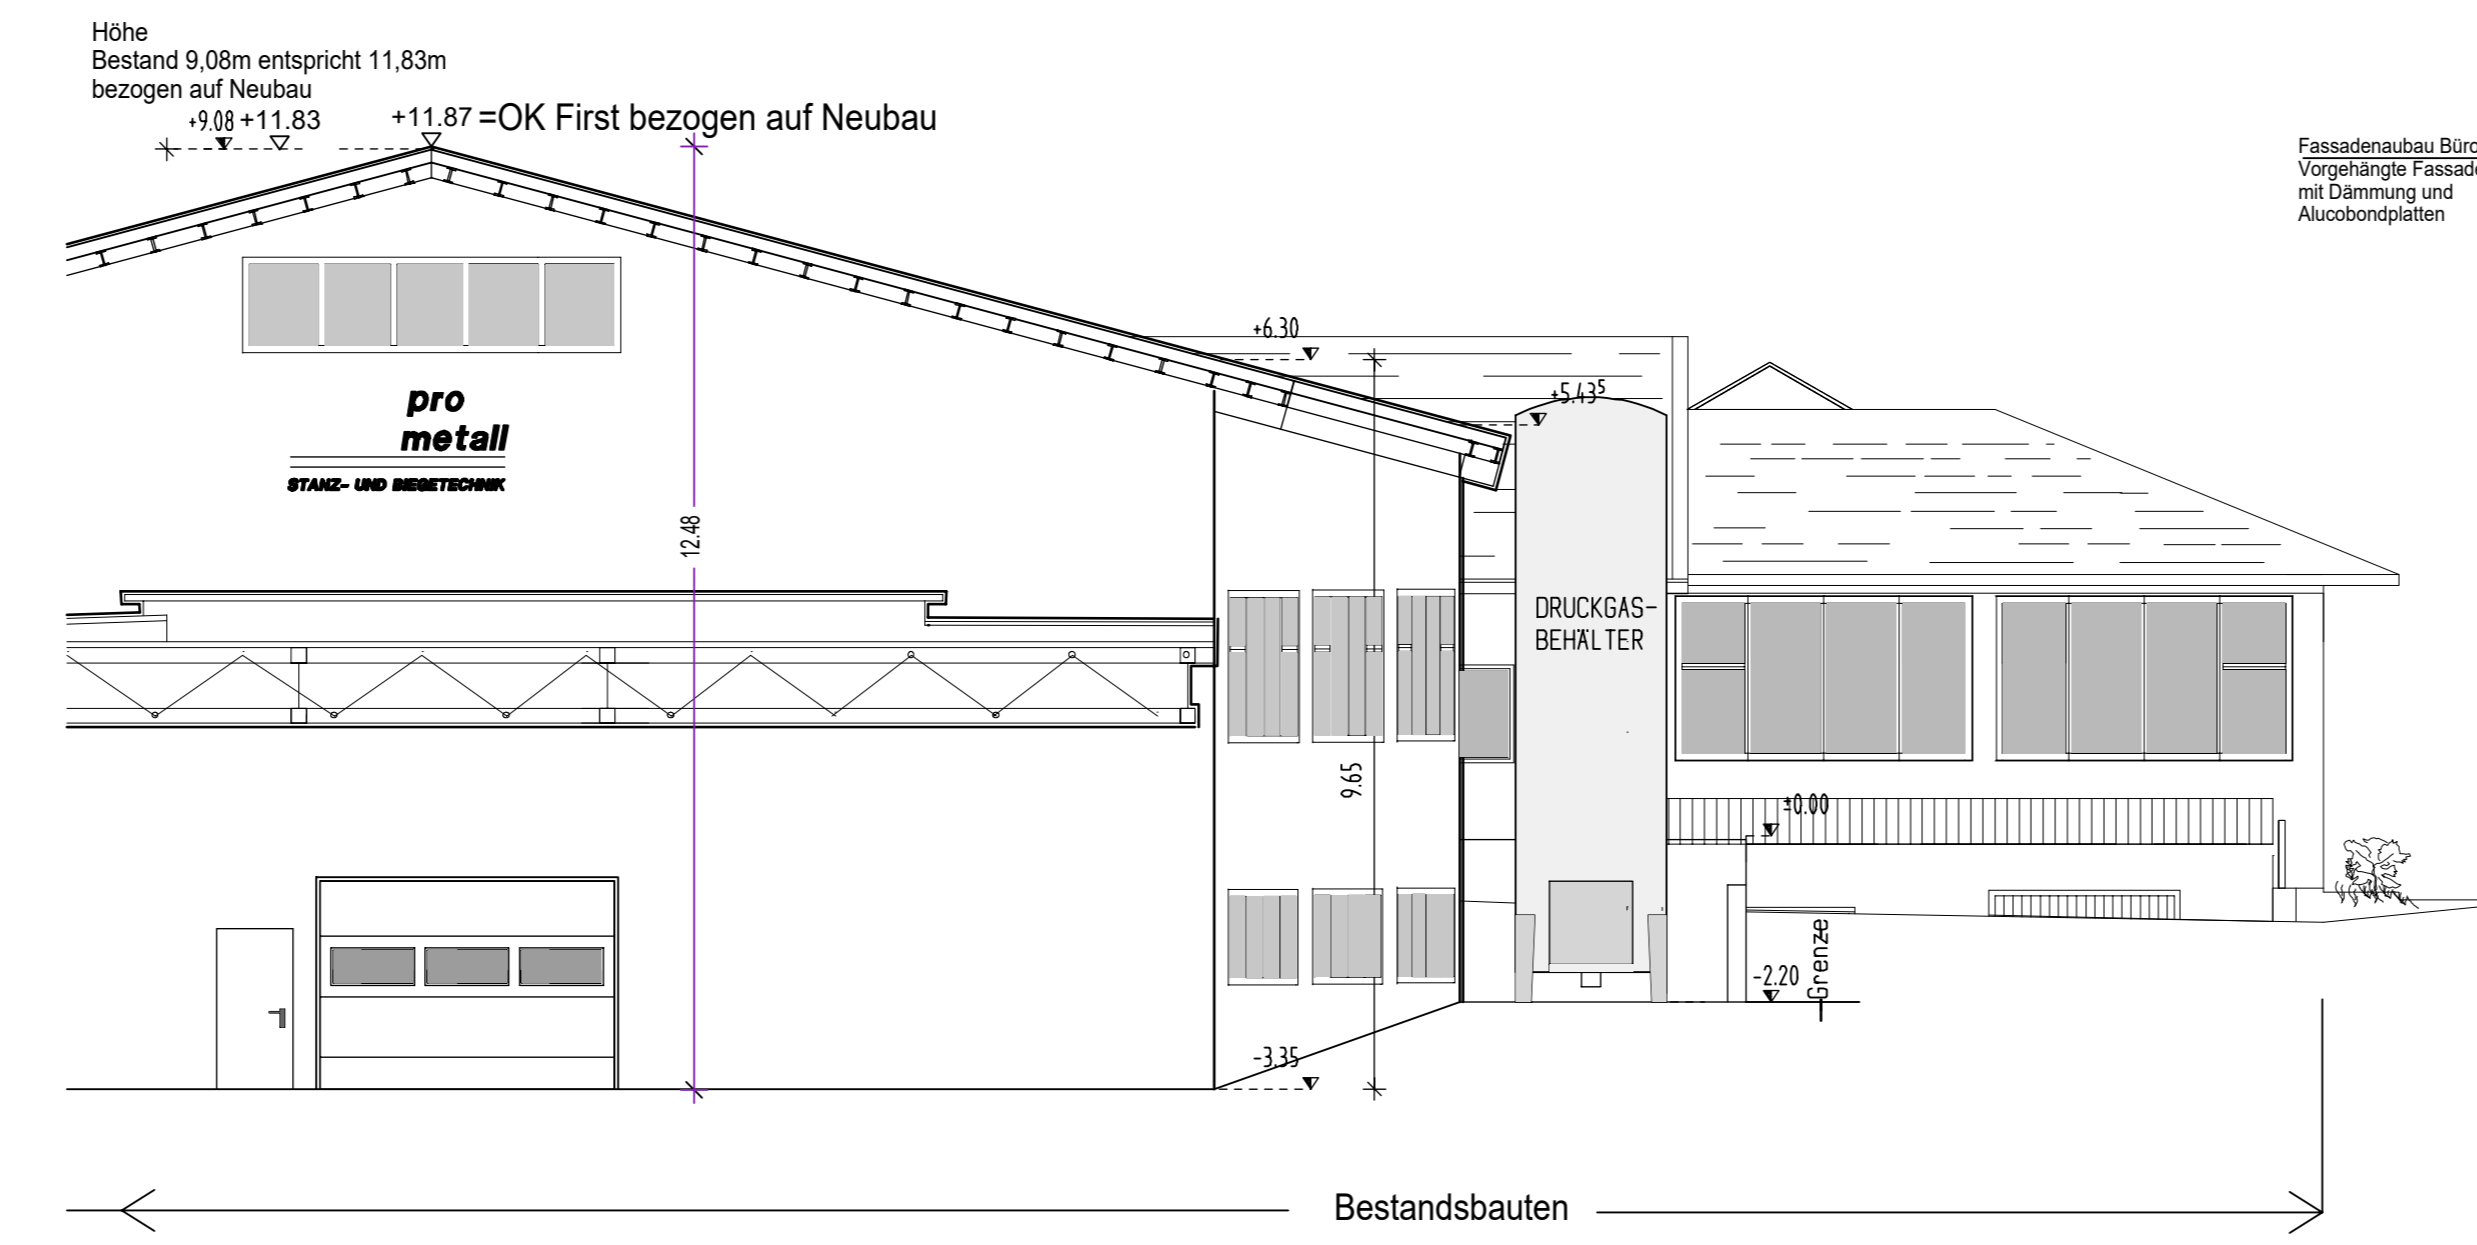 Höhe
Bestand 9,08m entspricht 11,83m
bezogen auf Neubau
+9.08 +11.83
+11.87 =OK First bezogen auf Neubau
Fassadenaubau Büro
Vorgehängte Fassade
mit Dämmung und
Alucobondplatten
+6.30
+5.43⁵
pro
metall
STANZ- UND BIEGETECHNIK
12.48
DRUCKGAS-
BEHÄLTER
9.65
±0.00
Grenze
-2.20
-3.35
Bestandsbauten